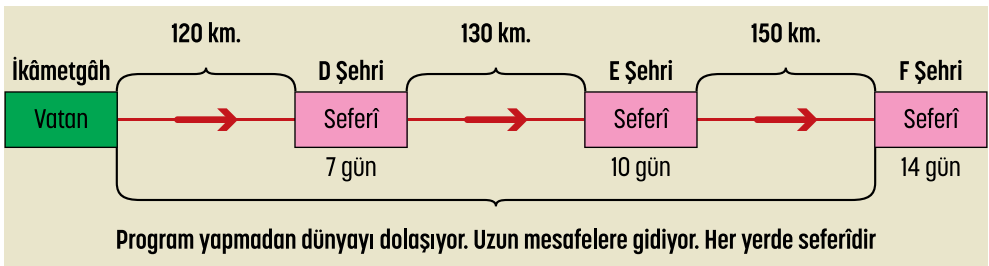 120 km. 130 km. 150 km.
İkâmetgâh D Şehri E Şehri F Şehri
Vatan Seferî Seferî Seferî
7 gün 10 gün 14 gün
Program yapmadan dünyayı dolaşıyor. Uzun mesafelere gidiyor. Her yerde seferîdir